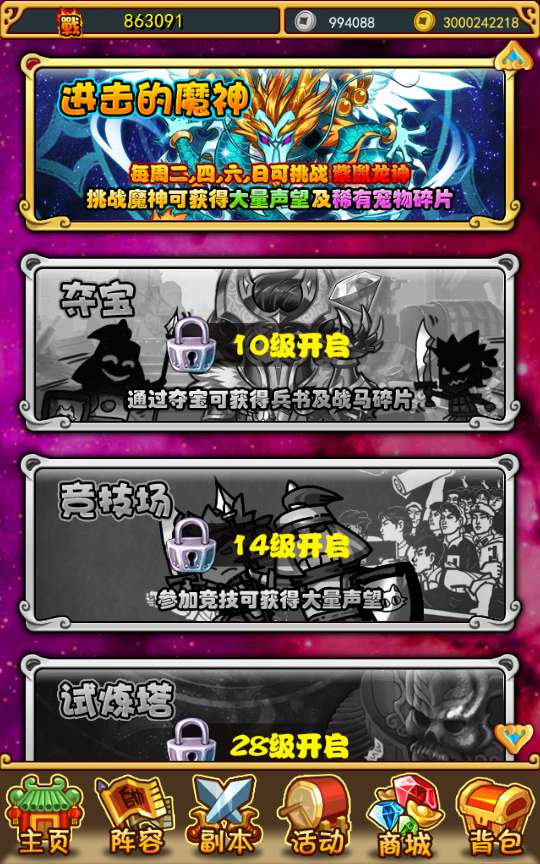 戰 863091 994088 3000242218
进击的魔神
每周二,四,六,日可挑战 紫胤龙神
挑战魔神可获得大量声望及稀有宠物碎片
夺宝
10级开启
通过夺宝可获得兵书及战马碎片
竞技场
14级开启
参加竞技可获得大量声望
试炼塔
28级开启
主页 阵容 副本 活动 商城 背包